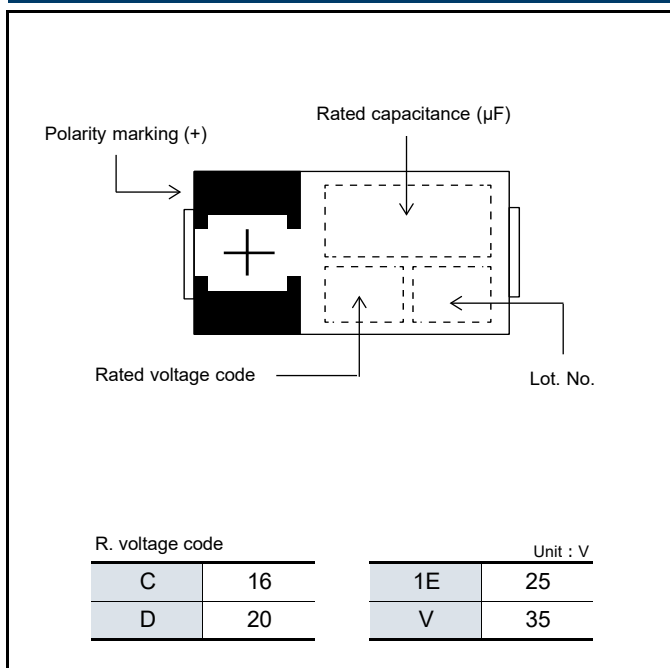 Rated capacitance (µF)
Polarity marking (+)
+
Rated voltage code
Lot. No.
R. voltage code
Unit : V
C 16 1E 25
D 20 V 35